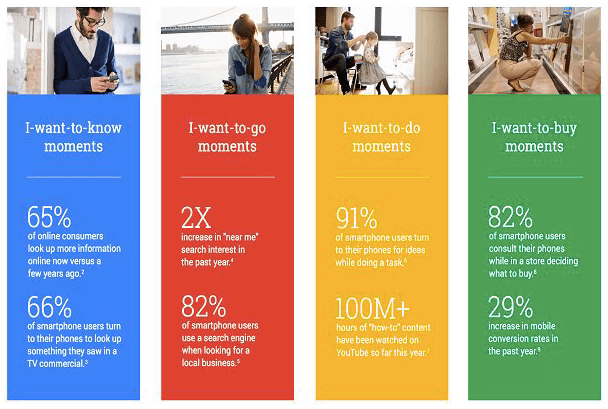 I-want-to-know
moments
65%
of online consumers
look up more information
online now versus a
few years ago.²
66%
of smartphone users turn
to their phones to look up
something they saw in a
TV commercial.³
I-want-to-go
moments
2X
increase in "near me"
search interest in
the past year.⁴
82%
of smartphone users
use a search engine
when looking for a
local business.⁵
I-want-to-do
moments
91%
of smartphone users turn
to their phones for ideas
while doing a task.⁶
100M+
hours of "how-to" content
have been watched on
YouTube so far this year.⁷
I-want-to-buy
moments
82%
of smartphone users
consult their phones
while in a store deciding
what to buy.⁸
29%
increase in mobile
conversion rates in
the past year.⁹